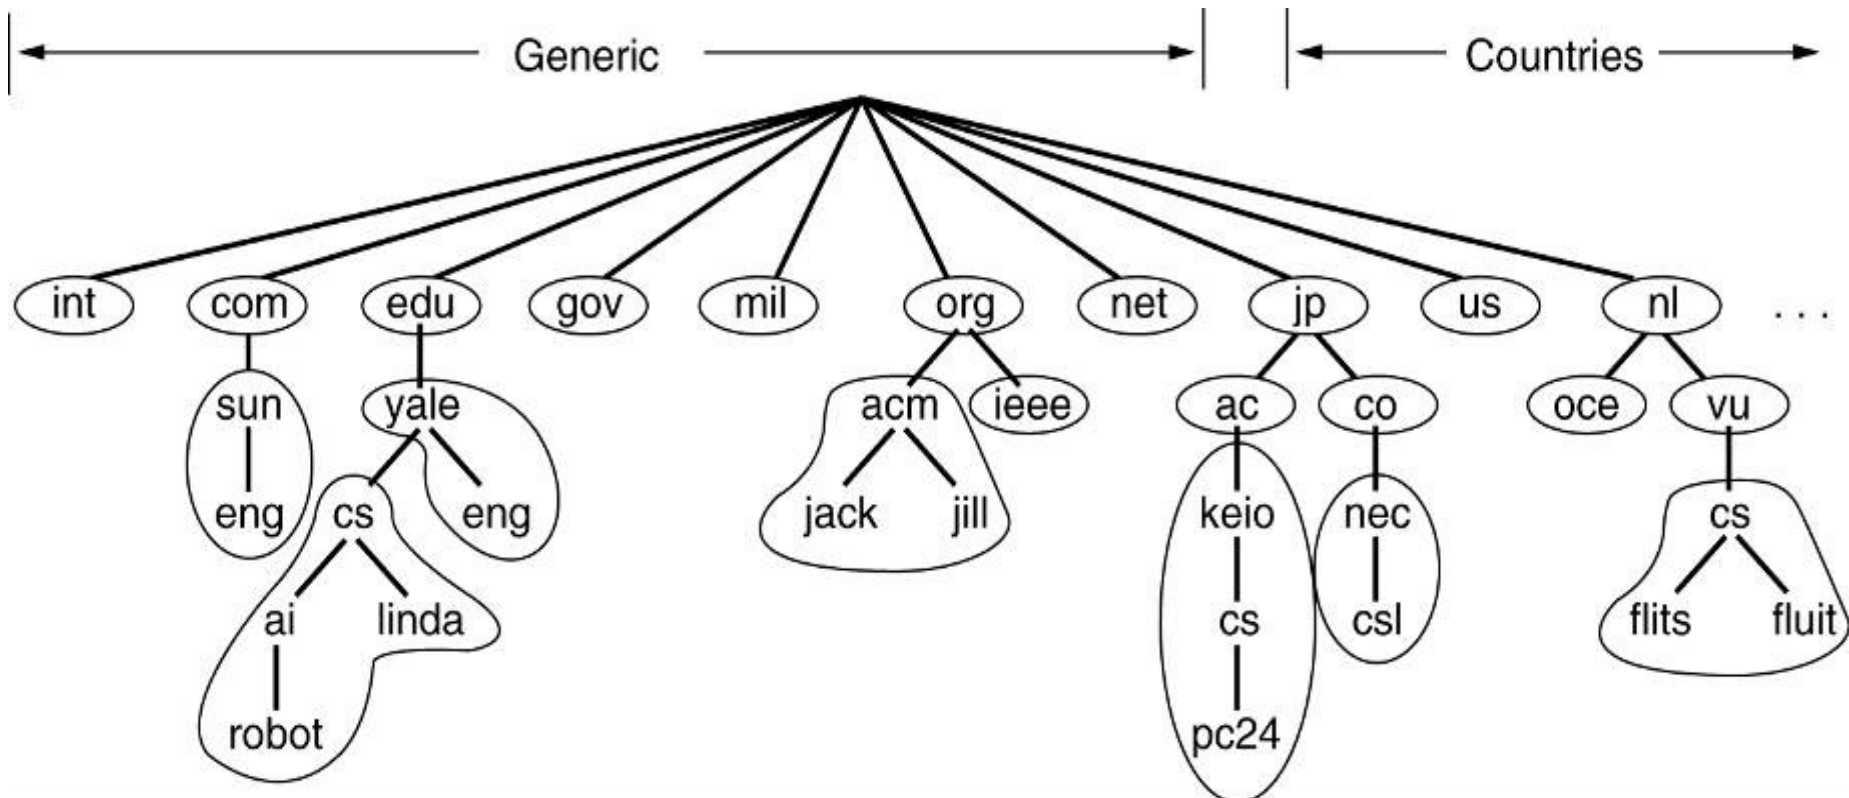 Generic Countries
int com edu gov mil org net jp us nl ...
sun yale acm ieee ac co oce vu
eng cs eng jack jill keio nec cs
ai linda cs csl flits fluit
robot pc24